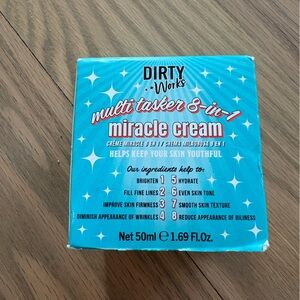 DIRTY
Works
multi tasker 8-in-1
miracle cream
HELPS KEEP YOUR SKIN YOUTHFUL
Our ingredients help to:
BRIGHTEN 1 5 HYDRATE
FILL FINE LINES 2 6 EVEN SKIN TONE
IMPROVE SKIN FIRMNESS 3 7 SMOOTH SKIN TEXTURE
DIMINISH APPEARANCE OF WRINKLES 4 8 REDUCE APPEARANCE OF OILINESS
Net 50ml ℮ 1.69 Fl.Oz.